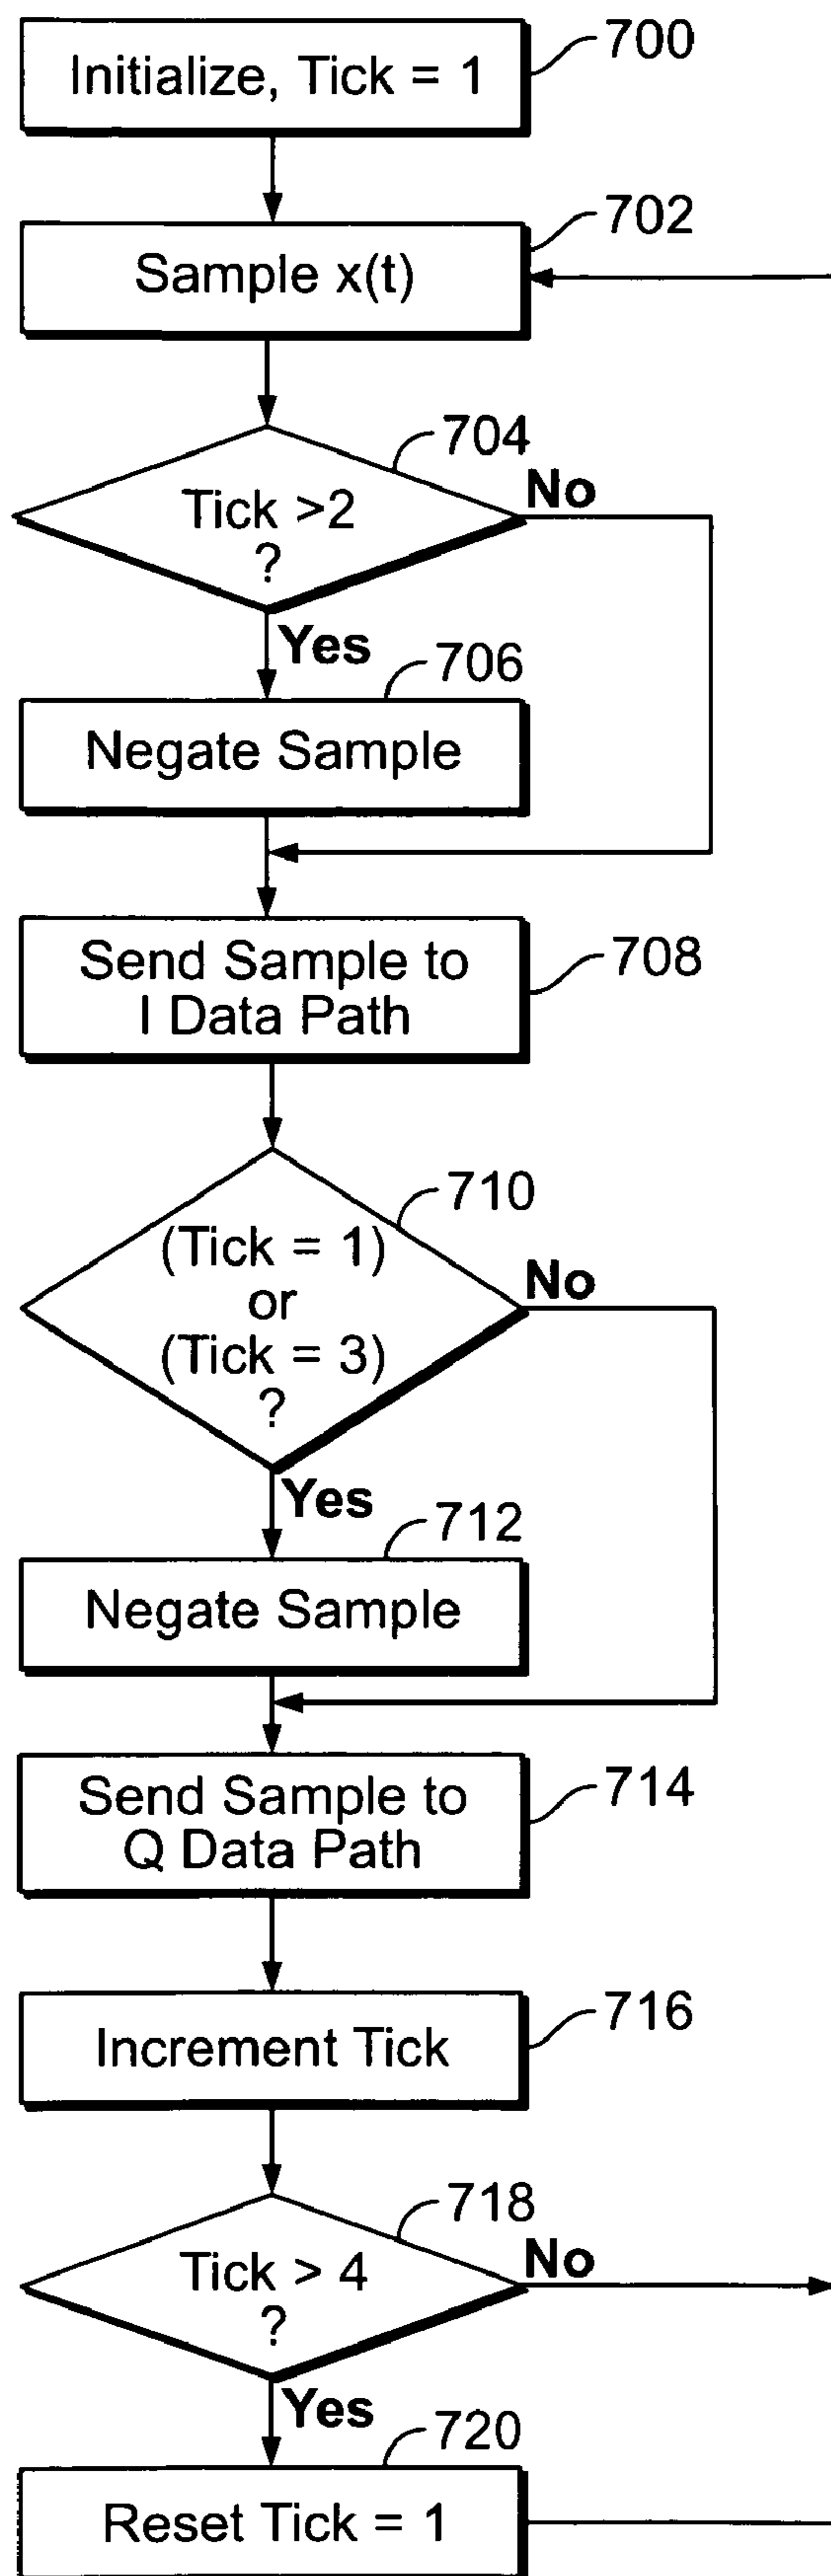 Initialize, Tick = 1
700
702
Sample x(t)
704
No
Tick >2
?
Yes
706
Negate Sample
Send Sample to
I Data Path
708
710
(Tick = 1)
or
(Tick = 3)
?
No
Yes
712
Negate Sample
Send Sample to
Q Data Path
714
Increment Tick
716
718
No
Tick > 4
?
Yes
720
Reset Tick = 1